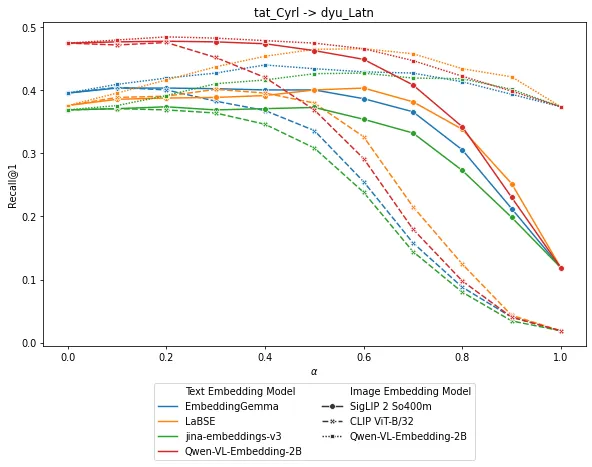 tat_Cyrl -> dyu_Latn
0.5
0.4
0.3
0.2
0.1
0.0
Recall@1
0.0 0.2 0.4 0.6 0.8 1.0
α
Text Embedding Model Image Embedding Model
EmbeddingGemma SigLIP 2 So400m
LaBSE CLIP ViT-B/32
jina-embeddings-v3 Qwen-VL-Embedding-2B
Qwen-VL-Embedding-2B